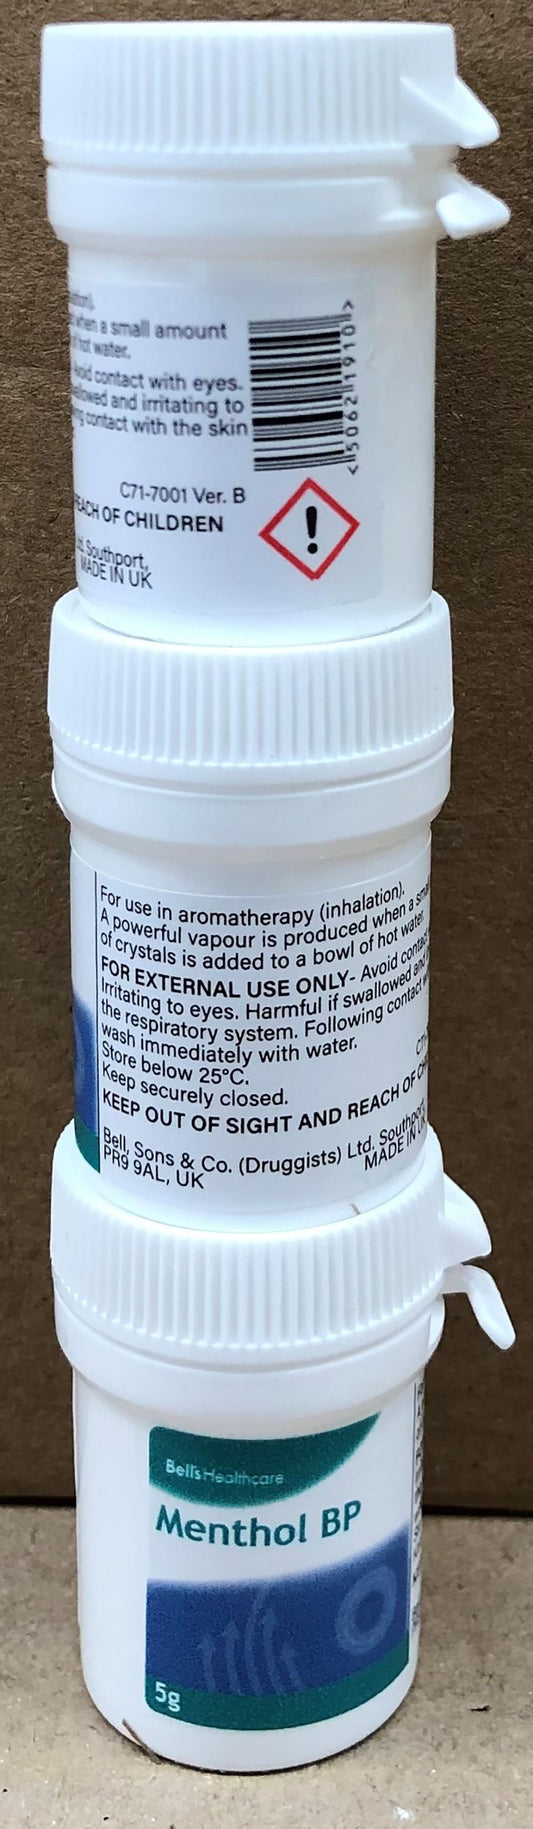 when a small amount
hot water.
contact with eyes.
and irritating to
contact with the skin
C71-7001 Ver. B
REACH OF CHILDREN
Ltd, Southport,
MADE IN UK
!
For use in aromatherapy (inhalation).
A powerful vapour is produced when a
of crystals is added to a bowl of hot water.
FOR EXTERNAL USE ONLY- Avoid
Irritating to eyes. Harmful if swallowed and
the respiratory system. Following contact
wash immediately with water.
Store below 25°C.
Keep securely closed.
KEEP OUT OF SIGHT AND REACH OF
Bell, Sons & Co. (Druggists) Ltd, Southport,
PR9 9AL, UK
MADE IN
Bell's Healthcare
Menthol BP
5g